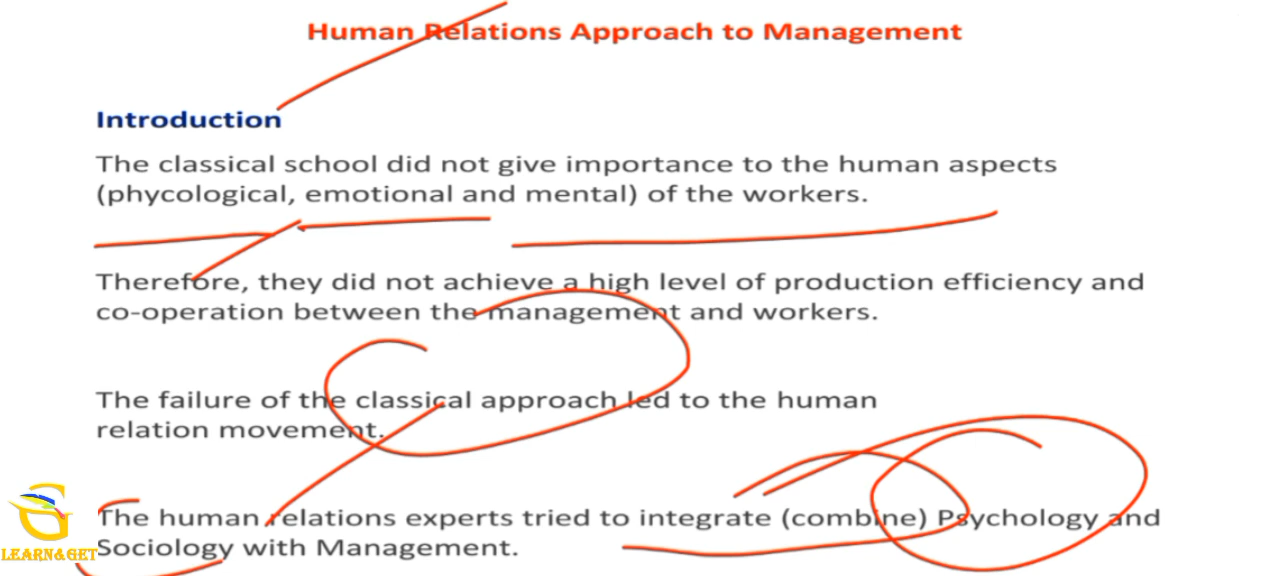 Human Relations Approach to Management
Introduction
The classical school did not give importance to the human aspects
(phycological, emotional and mental) of the workers.
Therefore, they did not achieve a high level of production efficiency and
co-operation between the management and workers.
The failure of the classical approach led to the human
relation movement.
The human relations experts tried to integrate (combine) Psychology and
Sociology with Management.
LEARN&GET